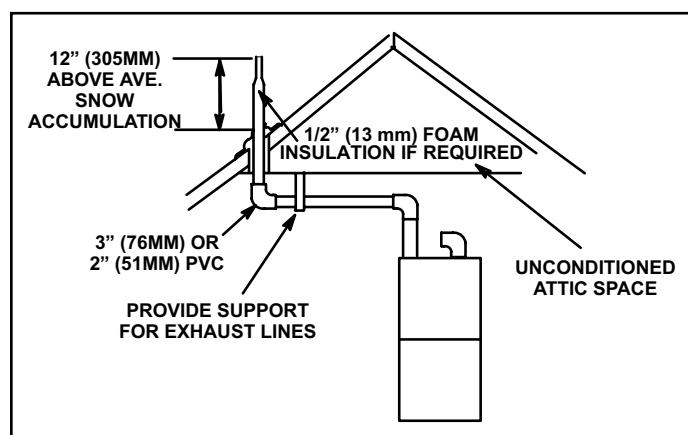 12” (305MM)
ABOVE AVE.
SNOW
ACCUMULATION
1/2” (13 mm) FOAM
INSULATION IF REQUIRED
3” (76MM) OR
2” (51MM) PVC
PROVIDE SUPPORT
FOR EXHAUST LINES
UNCONDITIONED
ATTIC SPACE